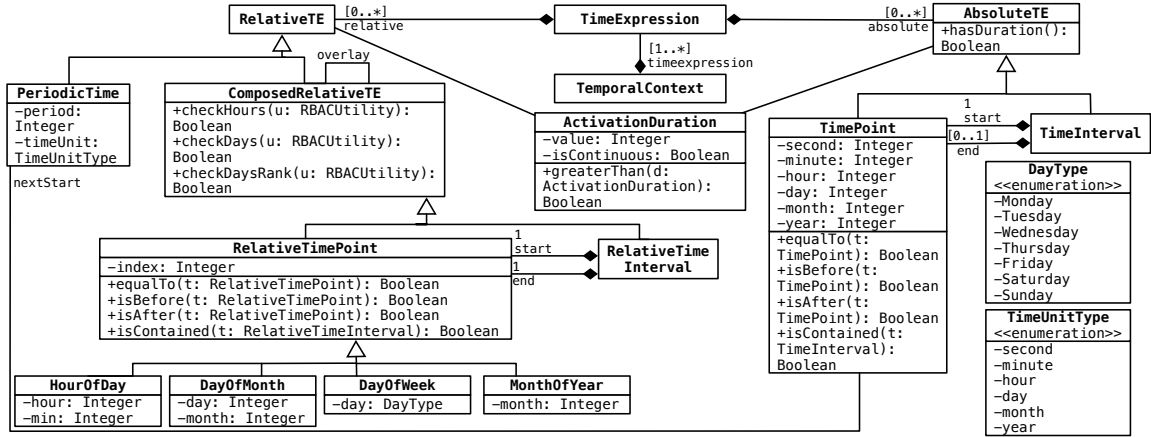 RelativeTE
[0..*]
relative
TimeExpression
[0..*]
absolute
AbsoluteTE
+hasDuration():
Boolean
overlay
[1..*]
timeexpression
TemporalContext
PeriodicTime
-period:
Integer
-timeUnit:
TimeUnitType
nextStart
ComposedRelativeTE
+checkHours(u: RBACUtility):
Boolean
+checkDays(u: RBACUtility):
Boolean
+checkDaysRank(u: RBACUtility):
Boolean
ActivationDuration
-value: Integer
-isContinuous: Boolean
+greaterThan(d:
ActivationDuration):
Boolean
TimePoint
-second: Integer
-minute: Integer
-hour: Integer
-day: Integer
-month: Integer
-year: Integer
+equalTo(t:
TimePoint): Boolean
+isBefore(t:
TimePoint): Boolean
+isAfter(t:
TimePoint): Boolean
+isContained(t:
TimeInterval):
Boolean
1
start
[0..1]
end
TimeInterval
DayType
<<enumeration>>
-Monday
-Tuesday
-Wednesday
-Thursday
-Friday
-Saturday
-Sunday
TimeUnitType
<<enumeration>>
-second
-minute
-hour
-day
-month
-year
RelativeTimePoint
-index: Integer
+equalTo(t: RelativeTimePoint): Boolean
+isBefore(t: RelativeTimePoint): Boolean
+isAfter(t: RelativeTimePoint): Boolean
+isContained(t: RelativeTimeInterval): Boolean
1
start
1
end
RelativeTime
Interval
HourOfDay
-hour: Integer
-min: Integer
DayOfMonth
-day: Integer
-month: Integer
DayOfWeek
-day: DayType
MonthOfYear
-month: Integer